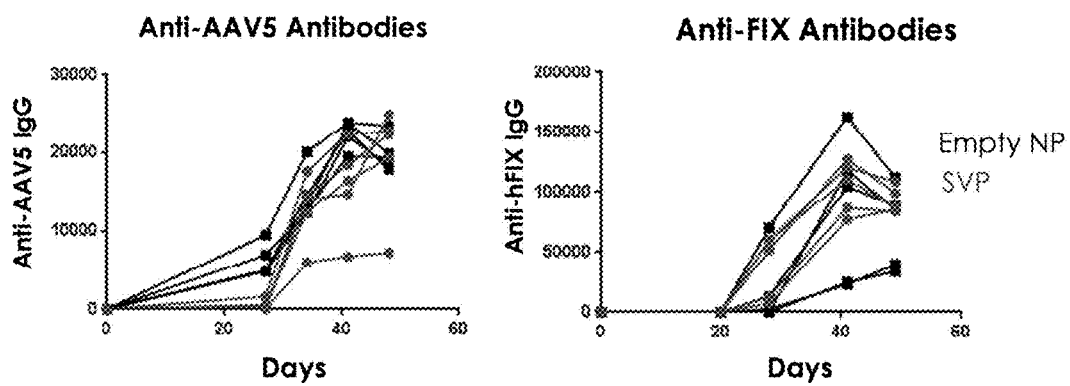 Anti-AAV5 Antibodies
Anti-AAV5 IgG
30000
20000
10000
0
0 20 40 60
Days
Anti-FIX Antibodies
Anti-hFIX IgG
200000
150000
100000
50000
0
0 20 40 60
Days
Empty NP
SVP